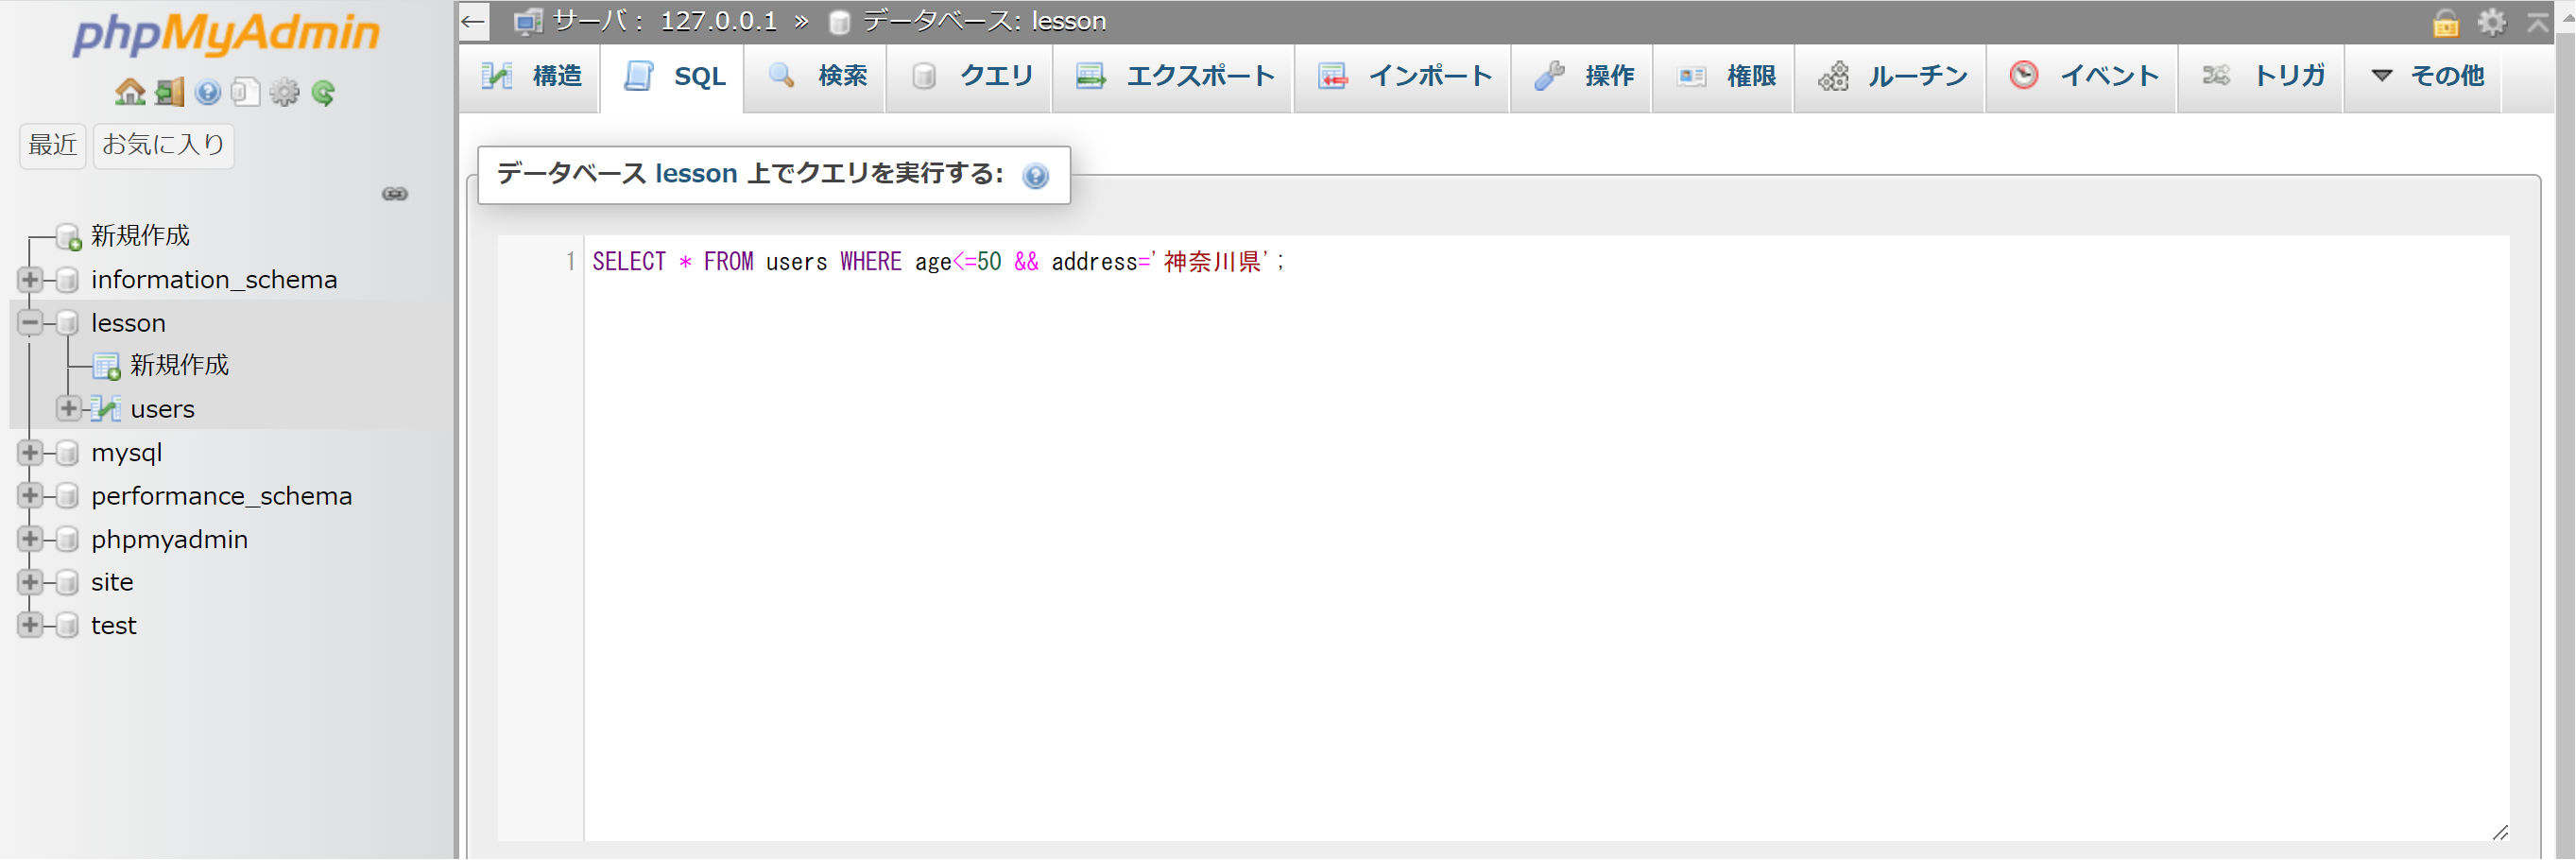 phpMyAdmin
最近 お気に入り
新規作成
information_schema
lesson
新規作成
users
mysql
performance_schema
phpmyadmin
site
test
サーバ： 127.0.0.1 » データベース: lesson
構造 SQL 検索 クエリ エクスポート インポート 操作 権限 ルーチン イベント トリガ その他
データベース lesson 上でクエリを実行する:
1 SELECT * FROM users WHERE age<=50 && address='神奈川県';